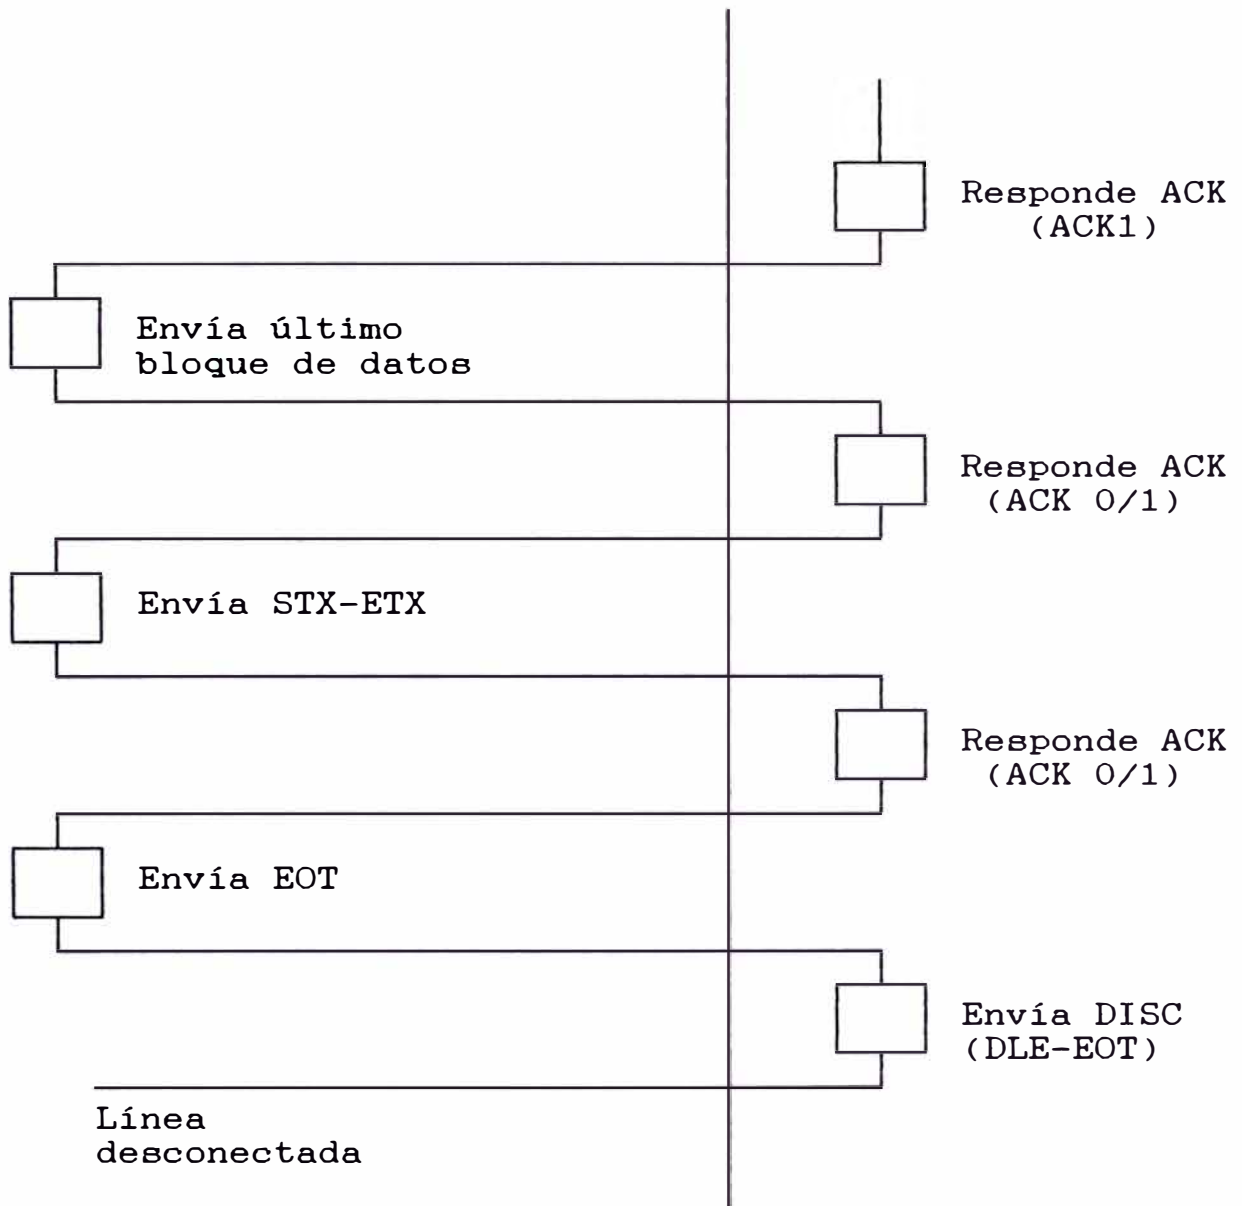 Responde ACK
(ACK1)
Envía último
bloque de datos
Responde ACK
(ACK 0/1)
Envía STX-ETX
Responde ACK
(ACK 0/1)
Envía EOT
Envía DISC
(DLE-EOT)
Línea
desconectada